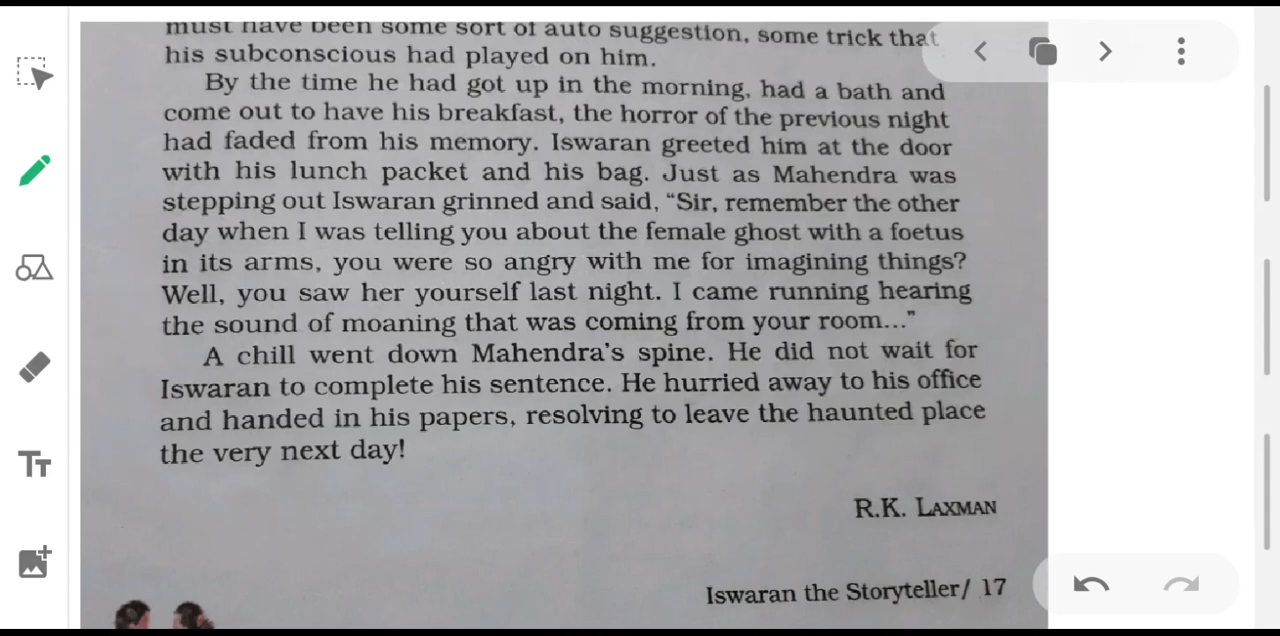 must have been some sort of auto suggestion, some trick that
his subconscious had played on him.
By the time he had got up in the morning, had a bath and
come out to have his breakfast, the horror of the previous night
had faded from his memory. Iswaran greeted him at the door
with his lunch packet and his bag. Just as Mahendra was
stepping out Iswaran grinned and said, “Sir, remember the other
day when I was telling you about the female ghost with a foetus
in its arms, you were so angry with me for imagining things?
Well, you saw her yourself last night. I came running hearing
the sound of moaning that was coming from your room...”
A chill went down Mahendra’s spine. He did not wait for
Iswaran to complete his sentence. He hurried away to his office
and handed in his papers, resolving to leave the haunted place
the very next day!
R.K. LAXMAN
Iswaran the Storyteller/ 17
TT